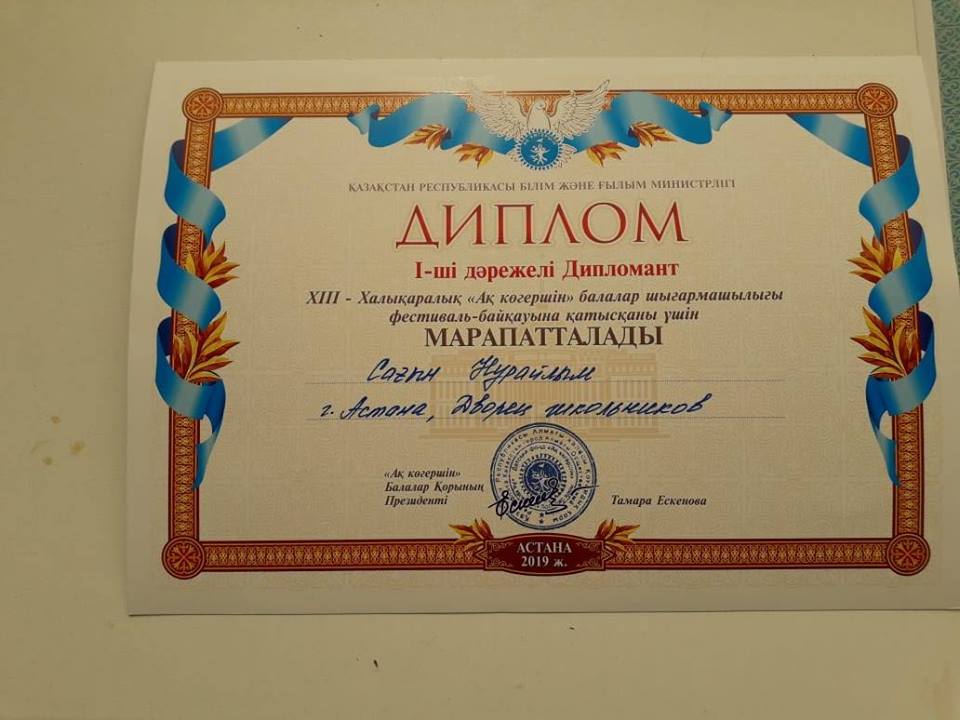 ҚАЗАҚСТАН РЕСПУБЛИКАСЫ БІЛІМ ЖӘНЕ ҒЫЛЫМ МИНИСТРЛІГІ
ДИПЛОМ
I-ші дәрежелі Дипломант
XIII - Халықаралық «Ақ көгершін» балалар шығармашылығы
фестиваль-байқауына қатысқаны үшін
МАРАПАТТАЛАДЫ
Сағын Нұрайлым
г. Астана, Дворец школьников
«Ақ көгершін»
Балалар Қорының
Президенті
Тамара Ескенова
АСТАНА
2019 ж.